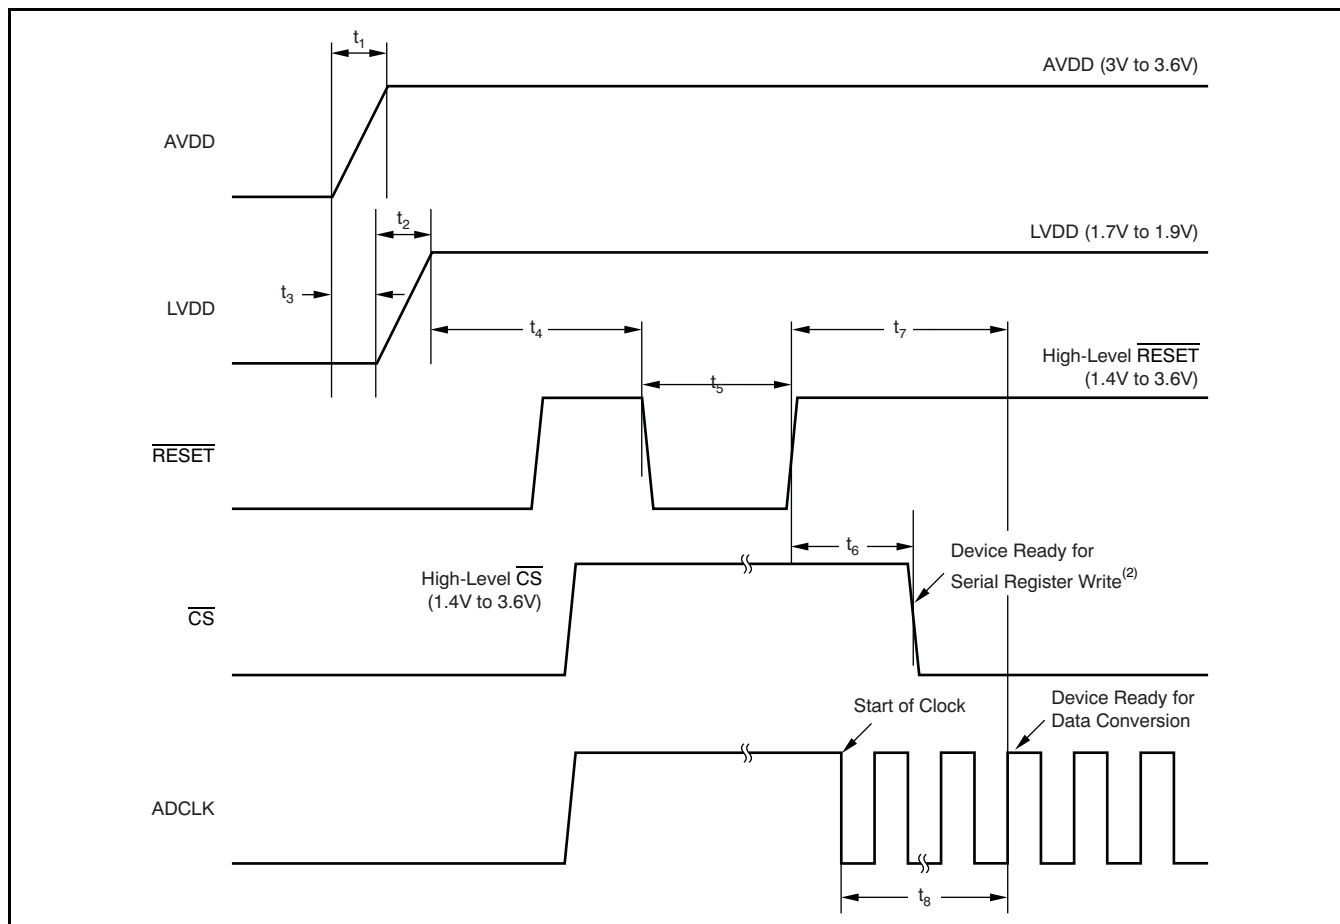 t1
AVDD (3V to 3.6V)
AVDD
t2
LVDD (1.7V to 1.9V)
t3
LVDD
t4
t7
High-Level RESET
(1.4V to 3.6V)
t5
RESET
t6
Device Ready for
Serial Register Write(2)
High-Level CS
(1.4V to 3.6V)
CS
Start of Clock
Device Ready for
Data Conversion
ADCLK
t8